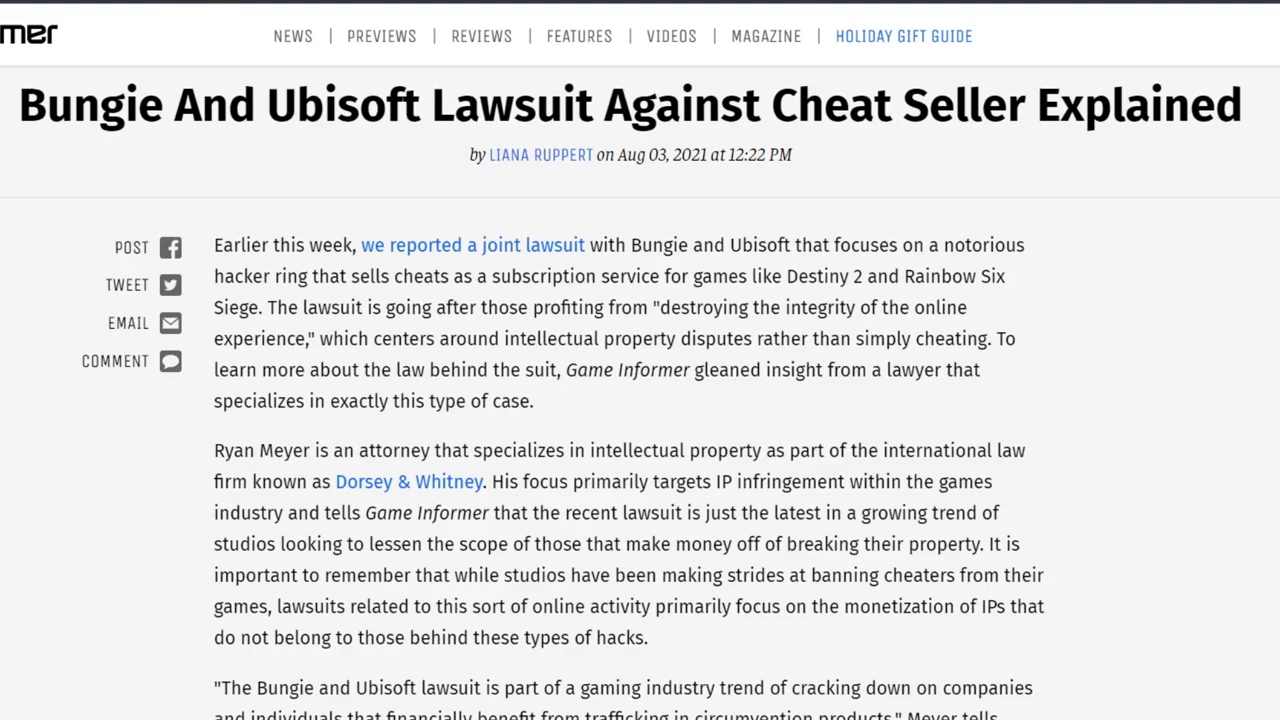 mer
NEWS | PREVIEWS | REVIEWS | FEATURES | VIDEOS | MAGAZINE | HOLIDAY GIFT GUIDE
Bungie And Ubisoft Lawsuit Against Cheat Seller Explained
by LIANA RUPPERT on Aug 03, 2021 at 12:22 PM
POST
TWEET
EMAIL
COMMENT
Earlier this week, we reported a joint lawsuit with Bungie and Ubisoft that focuses on a notorious
hacker ring that sells cheats as a subscription service for games like Destiny 2 and Rainbow Six
Siege. The lawsuit is going after those profiting from "destroying the integrity of the online
experience," which centers around intellectual property disputes rather than simply cheating. To
learn more about the law behind the suit, Game Informer gleaned insight from a lawyer that
specializes in exactly this type of case.
Ryan Meyer is an attorney that specializes in intellectual property as part of the international law
firm known as Dorsey & Whitney. His focus primarily targets IP infringement within the games
industry and tells Game Informer that the recent lawsuit is just the latest in a growing trend of
studios looking to lessen the scope of those that make money off of breaking their property. It is
important to remember that while studios have been making strides at banning cheaters from their
games, lawsuits related to this sort of online activity primarily focus on the monetization of IPs that
do not belong to those behind these types of hacks.
"The Bungie and Ubisoft lawsuit is part of a gaming industry trend of cracking down on companies
and individuals that financially benefit from trafficking in circumvention products," Meyer tells